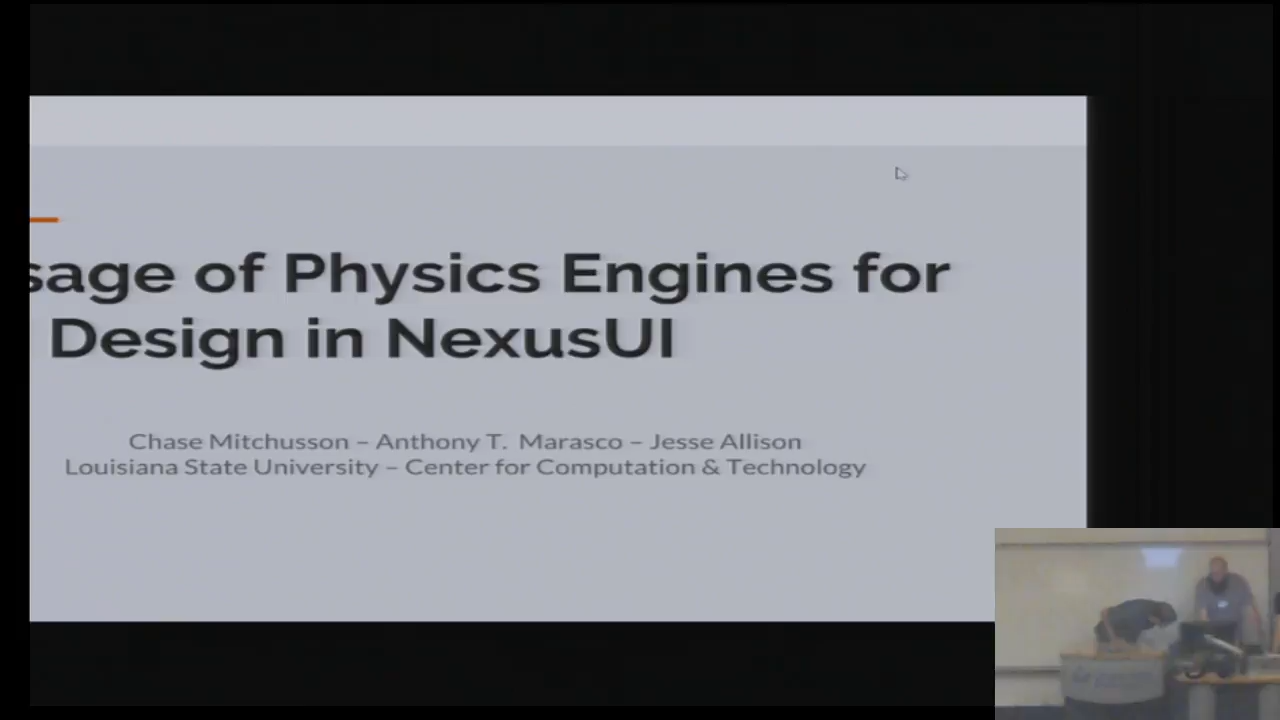 sage of Physics Engines for
Design in NexusUI
Chase Mitchusson – Anthony T. Marasco – Jesse Allison
Louisiana State University – Center for Computation & Technology